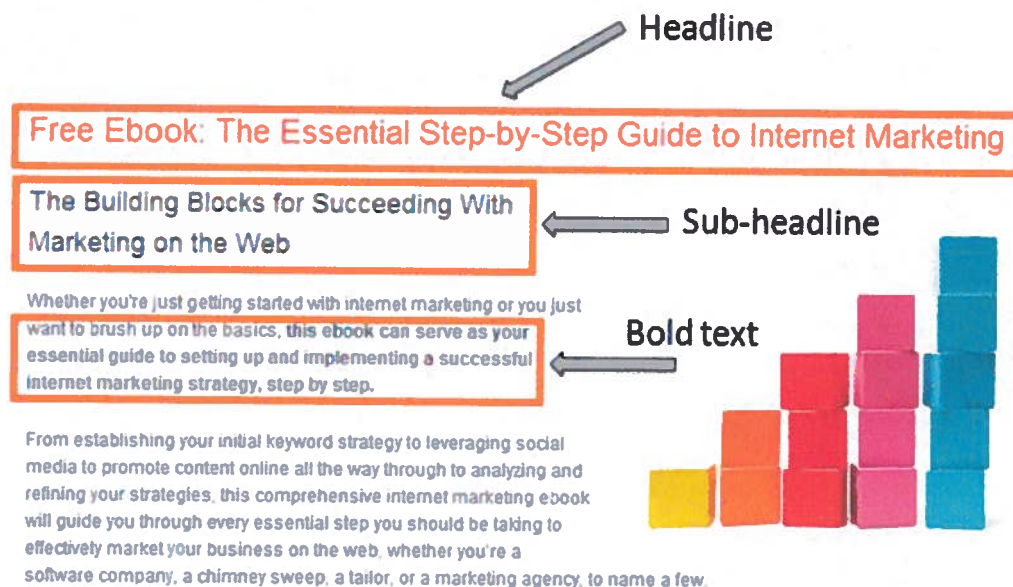 Headline
Free Ebook: The Essential Step-by-Step Guide to Internet Marketing
The Building Blocks for Succeeding With
Marketing on the Web
Sub-headline
Whether you're just getting started with internet marketing or you just
want to brush up on the basics, this ebook can serve as your
essential guide to setting up and implementing a successful
internet marketing strategy, step by step.
Bold text
From establishing your initial keyword strategy to leveraging social
media to promote content online all the way through to analyzing and
refining your strategies, this comprehensive internet marketing ebook
will guide you through every essential step you should be taking to
effectively market your business on the web, whether you're a
software company, a chimney sweep, a tailor, or a marketing agency, to name a few.